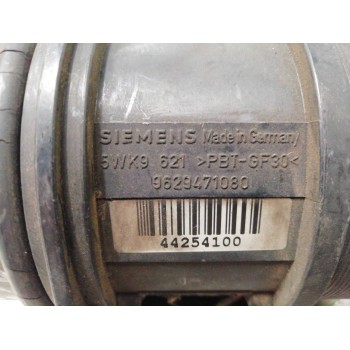 SIEMENS Made in Germany
5WK9 621 >PBT-GF30<
9629471080
44254100